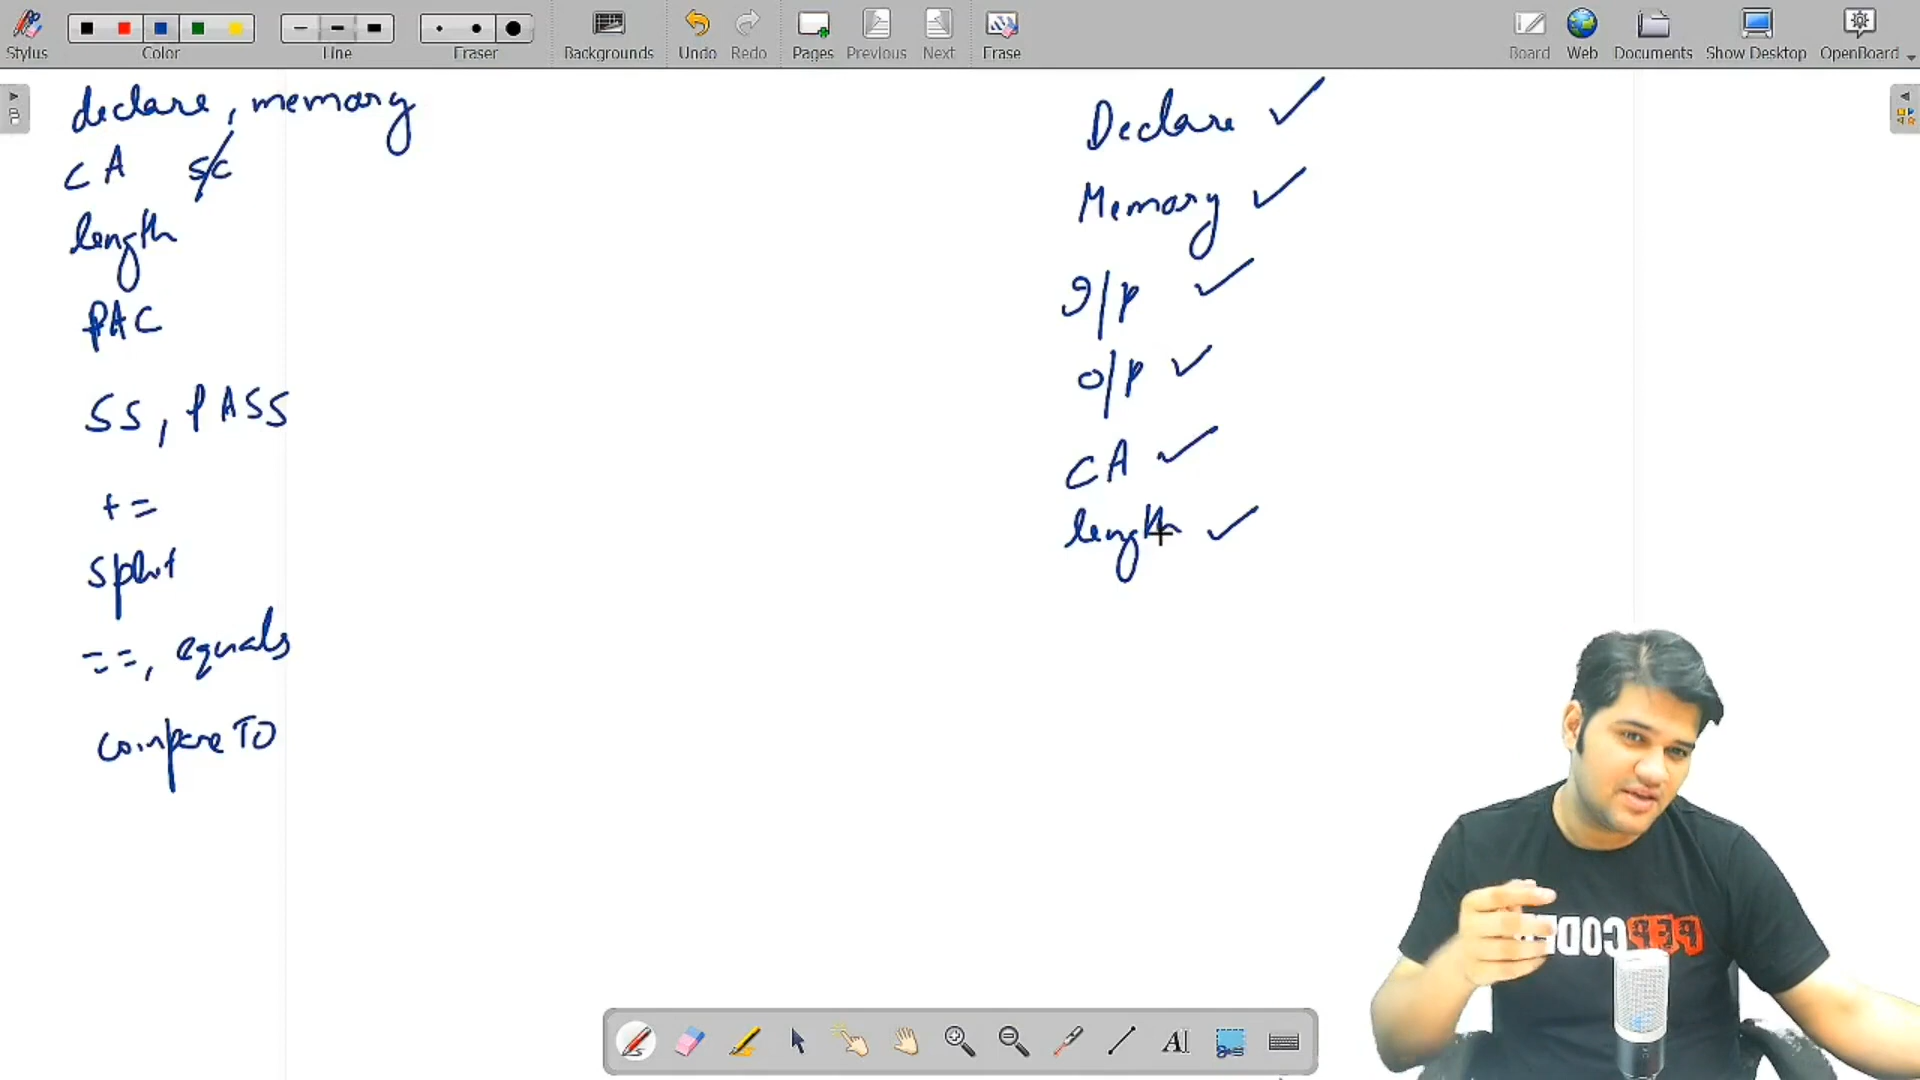 Stylus
Color
Line
Eraser
Backgrounds
Undo
Redo
Pages
Previous
Next
Erase
Board
Web
Documents
Show Desktop
OpenBoard
declare, memory
CA
length
PAC
SS, PASS
+=
split
==, equals
compareTo
Declare ✓
Memory ✓
I/P ✓
O/P ✓
CA ✓
length ✓
PEPCODE